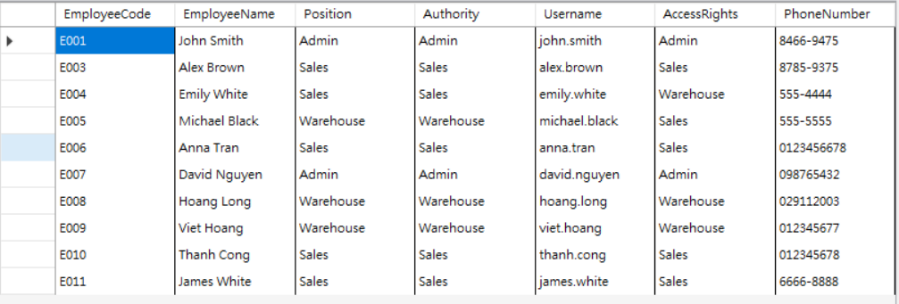 EmployeeCode EmployeeName Position Authority Username AccessRights PhoneNumber
E001 John Smith Admin Admin john.smith Admin 8466-9475
E003 Alex Brown Sales Sales alex.brown Sales 8785-9375
E004 Emily White Sales Sales emily.white Warehouse 555-4444
E005 Michael Black Warehouse Warehouse michael.black Sales 555-5555
E006 Anna Tran Sales Sales anna.tran Sales 0123456678
E007 David Nguyen Admin Admin david.nguyen Admin 098765432
E008 Hoang Long Warehouse Warehouse hoang.long Warehouse 029112003
E009 Viet Hoang Warehouse Warehouse viet.hoang Warehouse 012345677
E010 Thanh Cong Sales Sales thanh.cong Sales 012345678
E011 James White Sales Sales james.white Sales 6666-8888